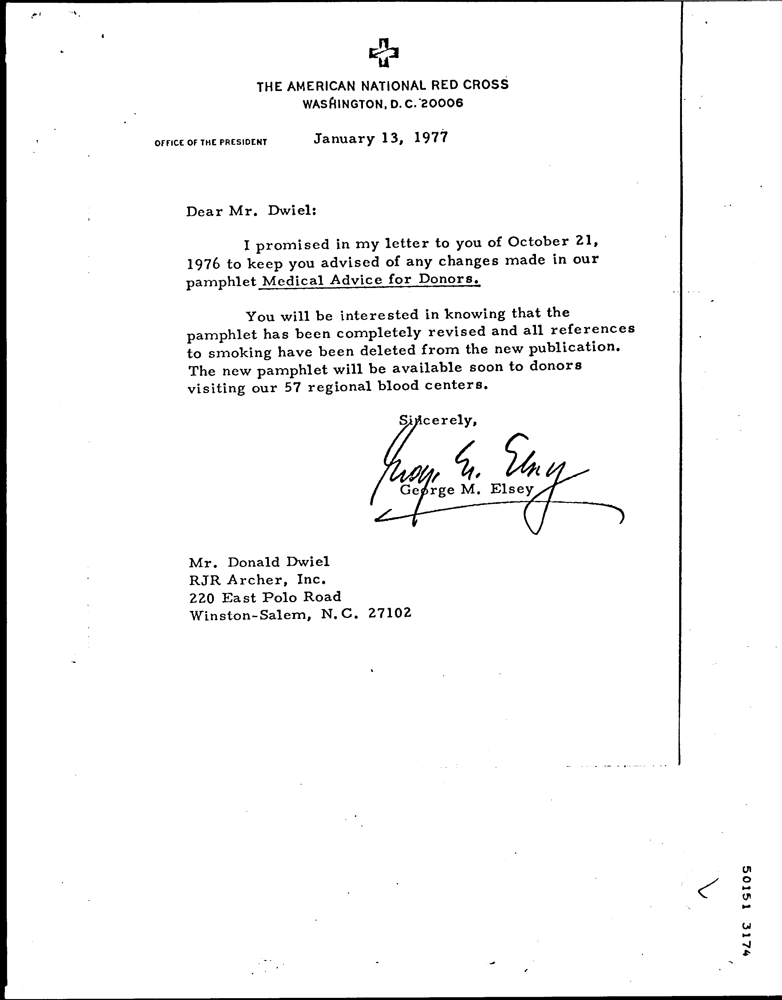 THE AMERICAN NATIONAL RED CROSS
WASHINGTON, D. C. 20006
OFFICE OF THE PRESIDENT
January 13, 1977
Dear Mr. Dwiel:
I promised in my letter to you of October 21,
1976 to keep you advised of any changes made in our
pamphlet Medical Advice for Donors.
You will be interested in knowing that the
pamphlet has been completely revised and all references
to smoking have been deleted from the new publication.
The new pamphlet will be available soon to donors
visiting our 57 regional blood centers.
Sincerely,
George M. Elsey
George M. Elsey
Mr. Donald Dwiel
RJR Archer, Inc.
220 East Polo Road
Winston-Salem, N. C. 27102
50151 3174